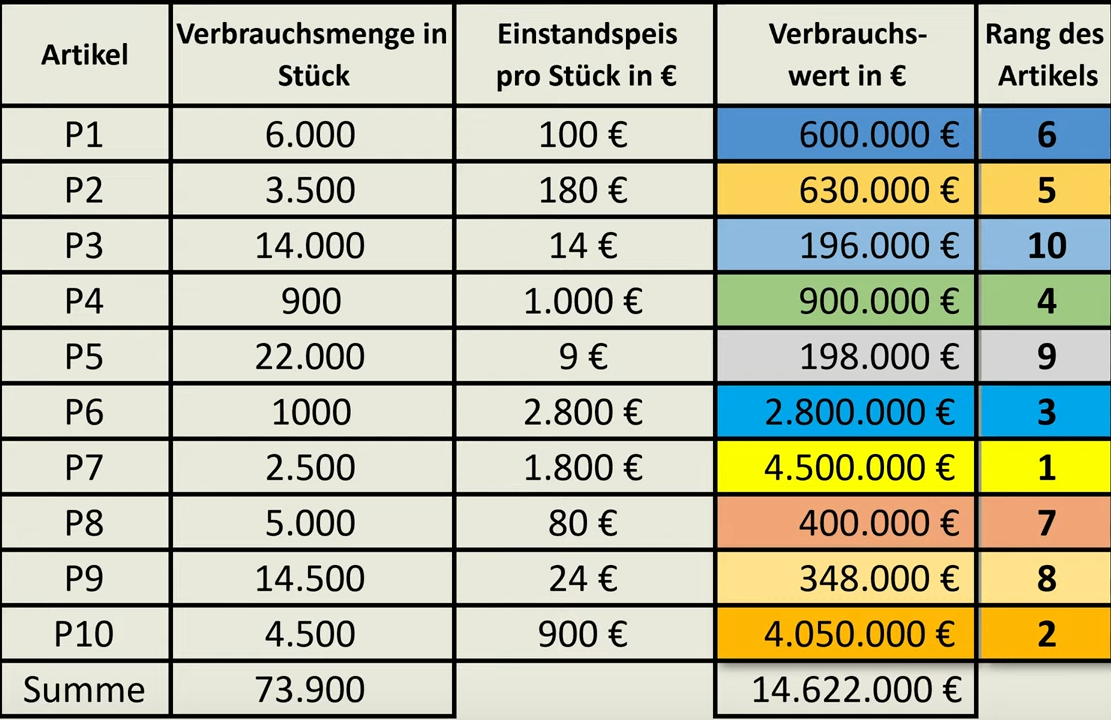 Artikel Verbrauchsmenge in Stück Einstandspeis pro Stück in € Verbrauchs- wert in € Rang des Artikels
P1 6.000 100 € 600.000 € 6
P2 3.500 180 € 630.000 € 5
P3 14.000 14 € 196.000 € 10
P4 900 1.000 € 900.000 € 4
P5 22.000 9 € 198.000 € 9
P6 1000 2.800 € 2.800.000 € 3
P7 2.500 1.800 € 4.500.000 € 1
P8 5.000 80 € 400.000 € 7
P9 14.500 24 € 348.000 € 8
P10 4.500 900 € 4.050.000 € 2
Summe 73.900 14.622.000 €